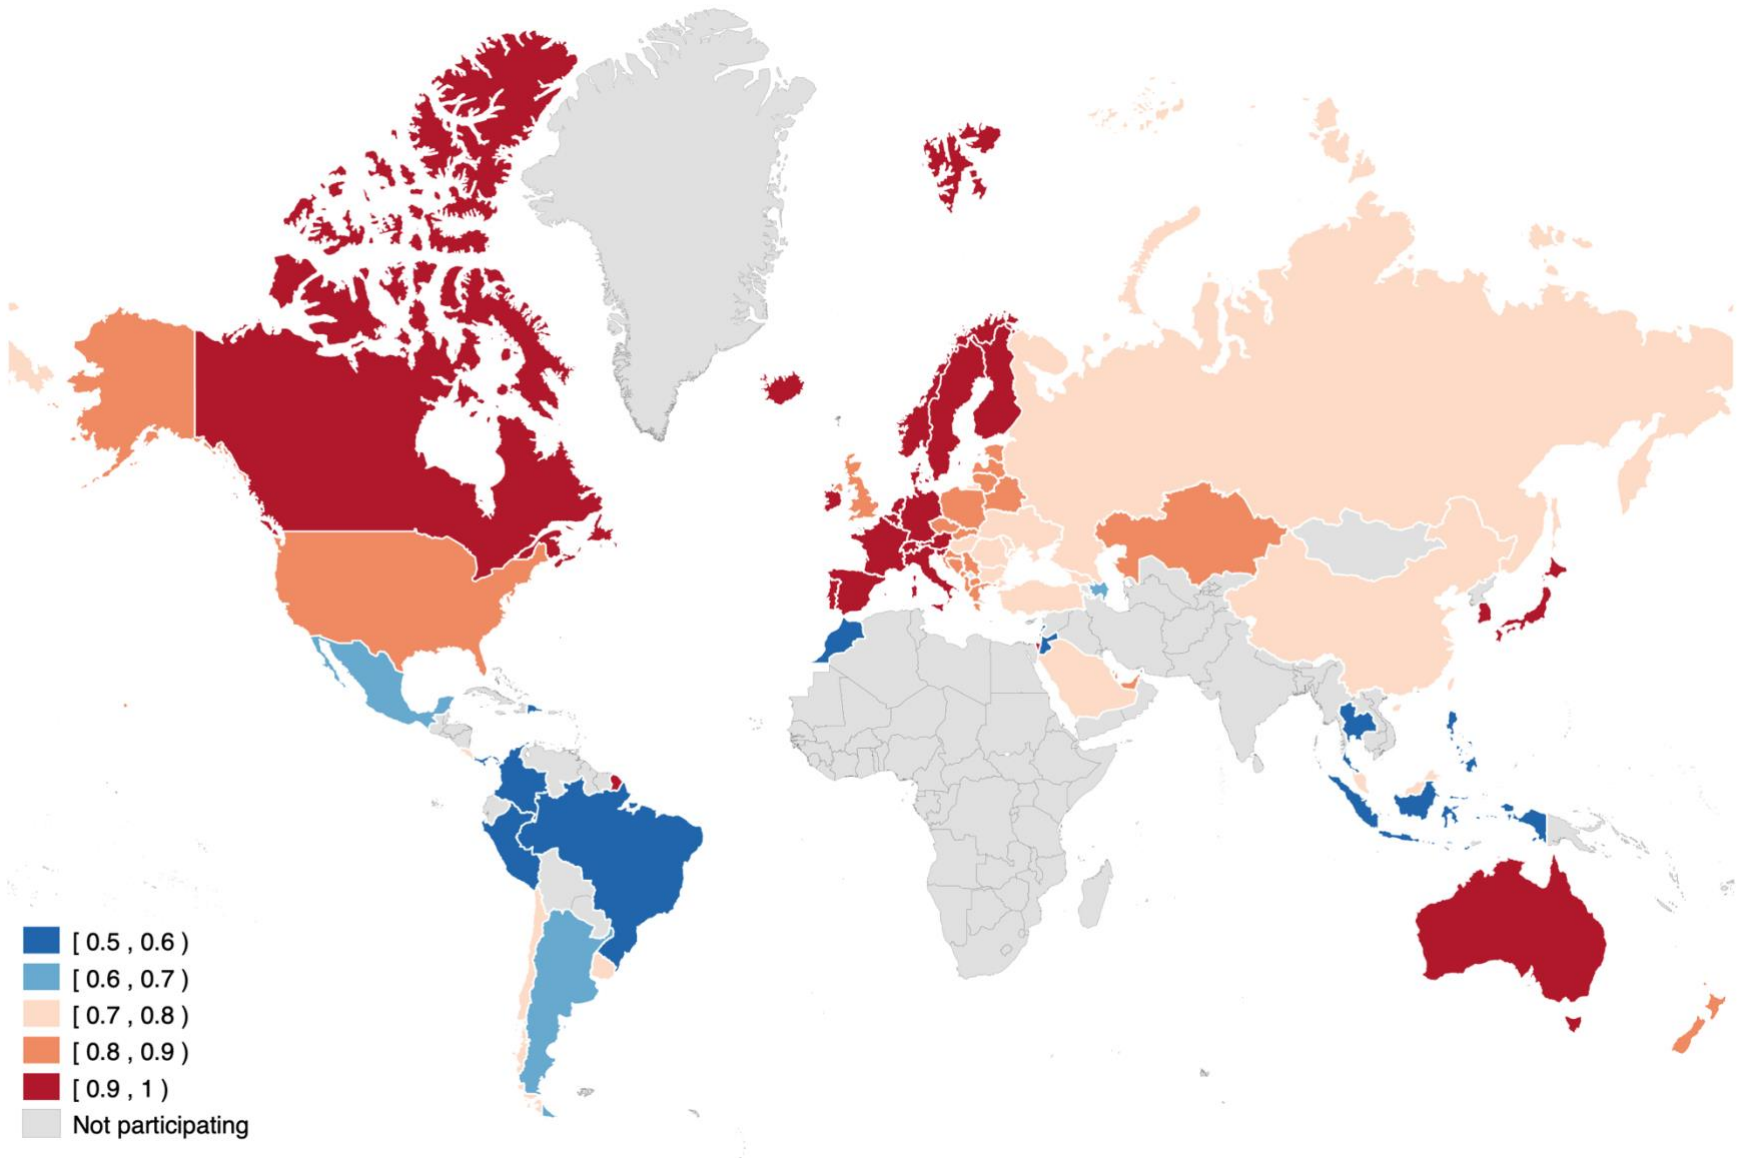 [ 0.5 , 0.6 )
[ 0.6 , 0.7 )
[ 0.7 , 0.8 )
[ 0.8 , 0.9 )
[ 0.9 , 1 )
Not participating